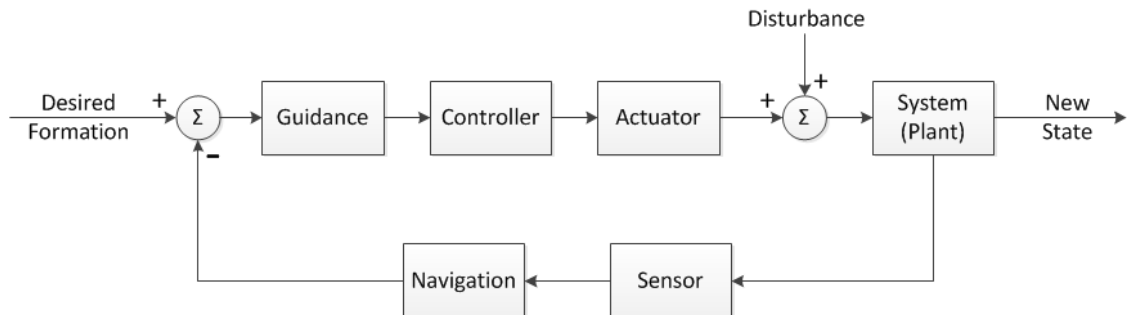 Disturbance
Desired
Formation
+
Σ
-
Guidance
Controller
Actuator
+
+
Σ
System
(Plant)
New
State
Navigation
Sensor